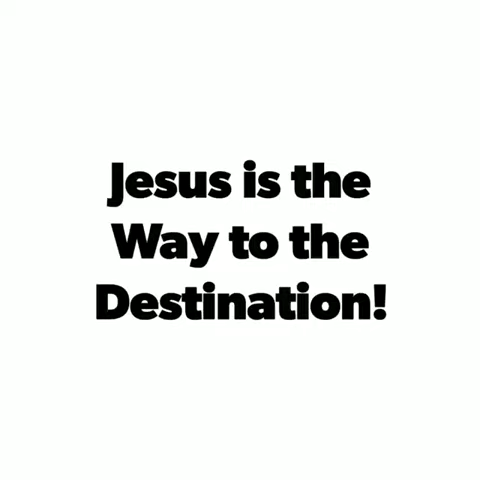 Jesus is the
Way to the
Destination!